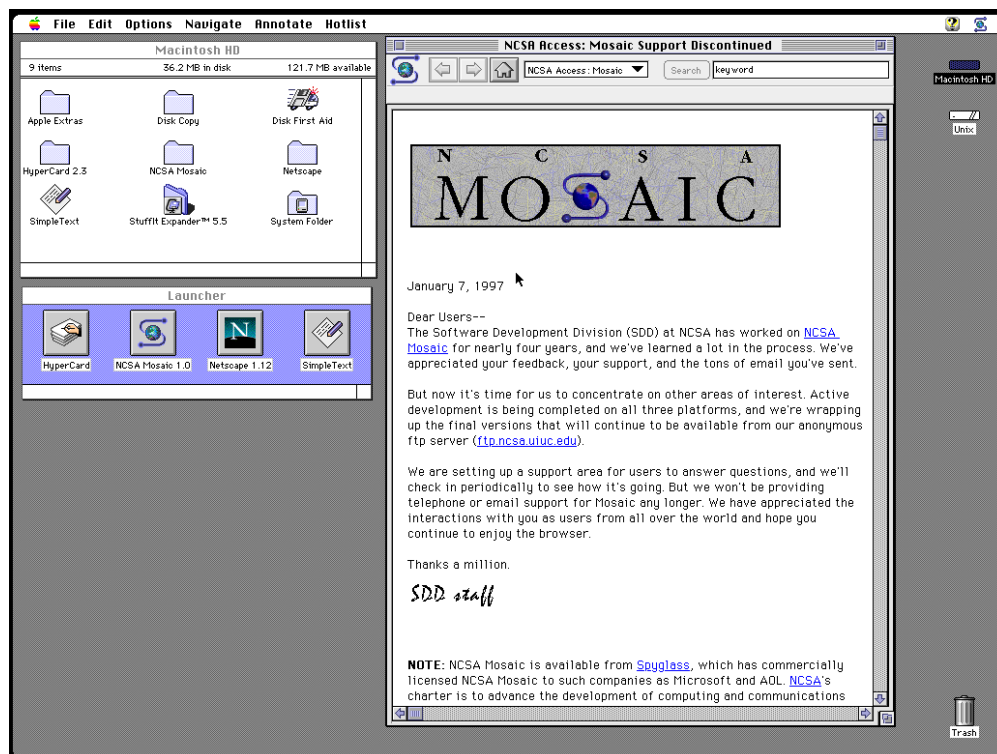 File Edit Options Navigate Annotate Hotlist
Macintosh HD
9 items 36.2 MB in disk 121.7 MB available
Apple Extras Disk Copy Disk First Aid
HyperCard 2.3 NCSA Mosaic Netscape
SimpleText StuffIt Expander™ 5.5 System Folder
Launcher
N
HyperCard NCSA Mosaic 1.0 Netscape 1.12 SimpleText
NCSA Access: Mosaic Support Discontinued
NCSA Access: Mosaic Search keyword
N C S A
MOSAIC
January 7, 1997
Dear Users--
The Software Development Division (SDD) at NCSA has worked on NCSA
Mosaic for nearly four years, and we've learned a lot in the process. We've
appreciated your feedback, your support, and the tons of email you've sent.
But now it's time for us to concentrate on other areas of interest. Active
development is being completed on all three platforms, and we're wrapping
up the final versions that will continue to be available from our anonymous
ftp server (ftp.ncsa.uiuc.edu).
We are setting up a support area for users to answer questions, and we'll
check in periodically to see how it's going. But we won't be providing
telephone or email support for Mosaic any longer. We have appreciated the
interactions with you as users from all over the world and hope you
continue to enjoy the browser.
Thanks a million.
SDD staff
NOTE: NCSA Mosaic is available from Spyglass, which has commercially
licensed NCSA Mosaic to such companies as Microsoft and AOL. NCSA's
charter is to advance the development of computing and communications
Macintosh HD
Unix
Trash